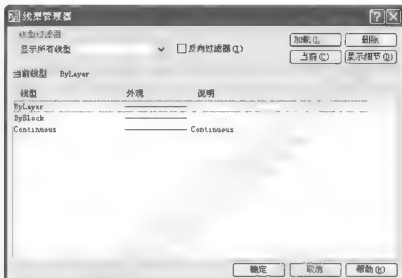 线型管理器
线型过滤器
显示所有线型
反向过滤器(I)
加载(L)
删除
当前(C)
显示细节(D)
当前线型 ByLayer
线型 外观 说明
ByLayer
ByBlock
Continuous Continuous
确定 取消 帮助(H)